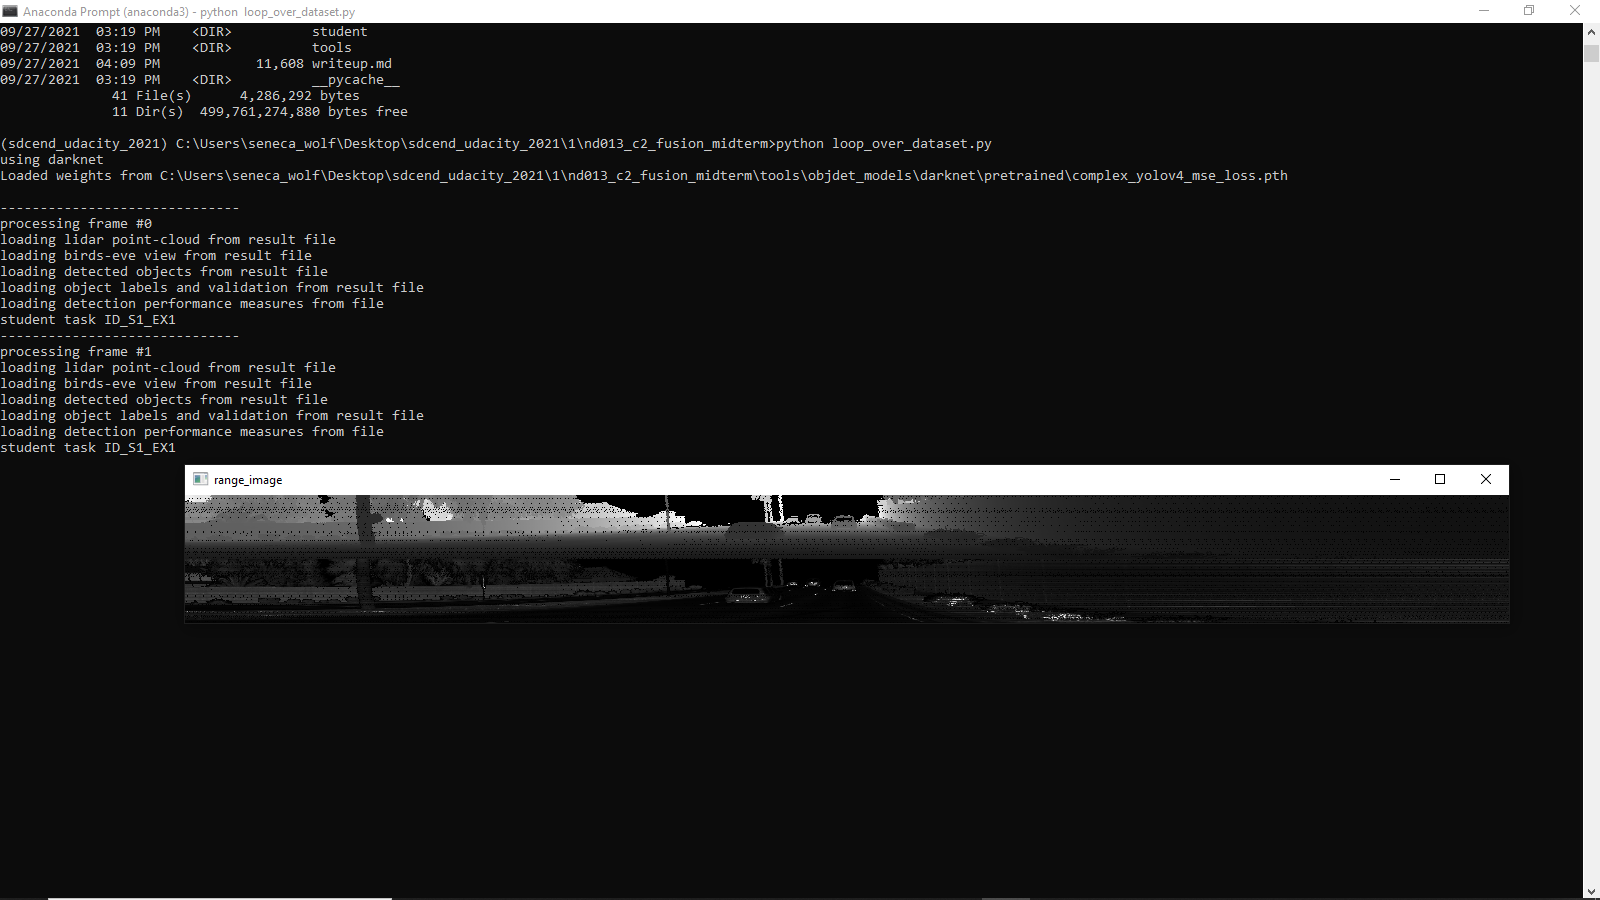 Anaconda Prompt (anaconda3) - python  loop_over_dataset.py
09/27/2021  03:19 PM    <DIR>          student
09/27/2021  03:19 PM    <DIR>          tools
09/27/2021  04:09 PM            11,608 writeup.md
09/27/2021  03:19 PM    <DIR>          __pycache__
              41 File(s)      4,286,292 bytes
              11 Dir(s)  499,761,274,880 bytes free
(sdcend_udacity_2021) C:\Users\seneca_wolf\Desktop\sdcend_udacity_2021\1\nd013_c2_fusion_midterm>python loop_over_dataset.py
using darknet
Loaded weights from C:\Users\seneca_wolf\Desktop\sdcend_udacity_2021\1\nd013_c2_fusion_midterm\tools\objdet_models\darknet\pretrained\complex_yolov4_mse_loss.pth
------------------------------
processing frame #0
loading lidar point-cloud from result file
loading birds-eye view from result file
loading detected objects from result file
loading object labels and validation from result file
loading detection performance measures from file
student task ID_S1_EX1
------------------------------
processing frame #1
loading lidar point-cloud from result file
loading birds-eve view from result file
loading detected objects from result file
loading object labels and validation from result file
loading detection performance measures from file
student task ID_S1_EX1
range_image